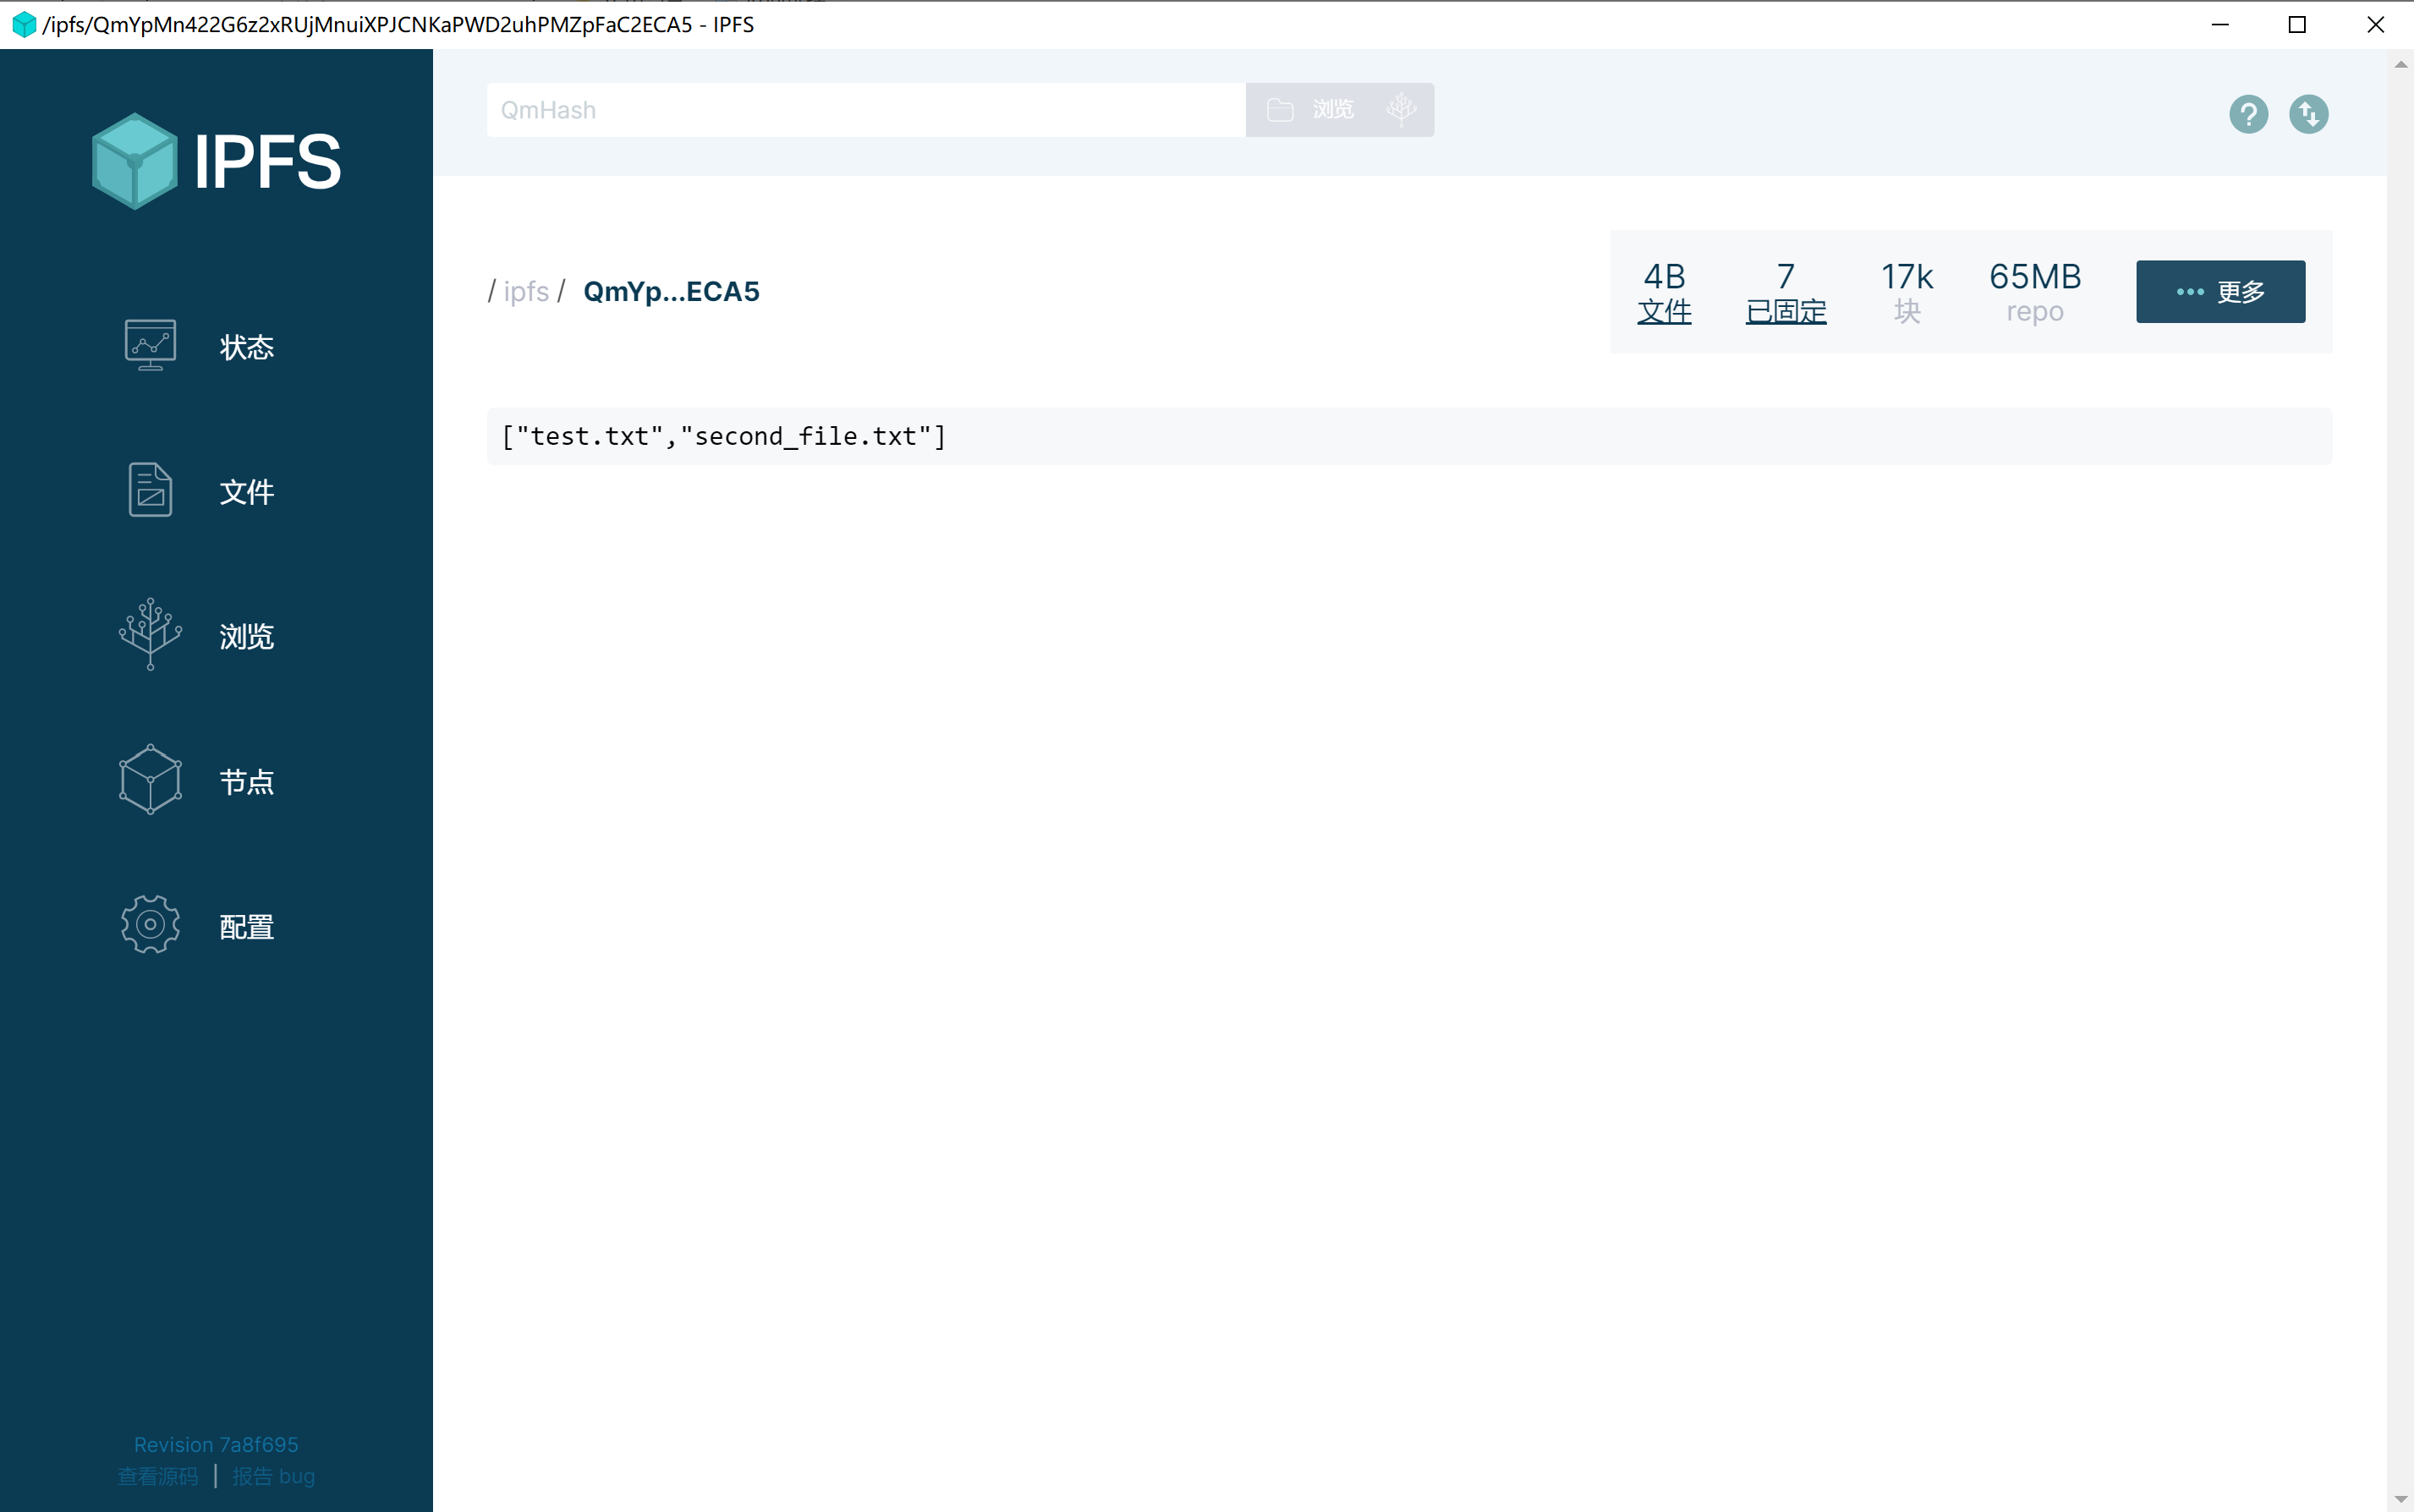 /ipfs/QmYpMn422G6z2xRUjMnuiXPJCNKaPWD2uhPMZpFaC2ECA5 - IPFS
IPFS
QmHash
浏览
/ ipfs / QmYp...ECA5
4B 7 17k 65MB
文件 已固定 块 repo
··· 更多
["test.txt","second_file.txt"]
状态
文件
浏览
节点
配置
Revision 7a8f695
查看源码 | 报告 bug